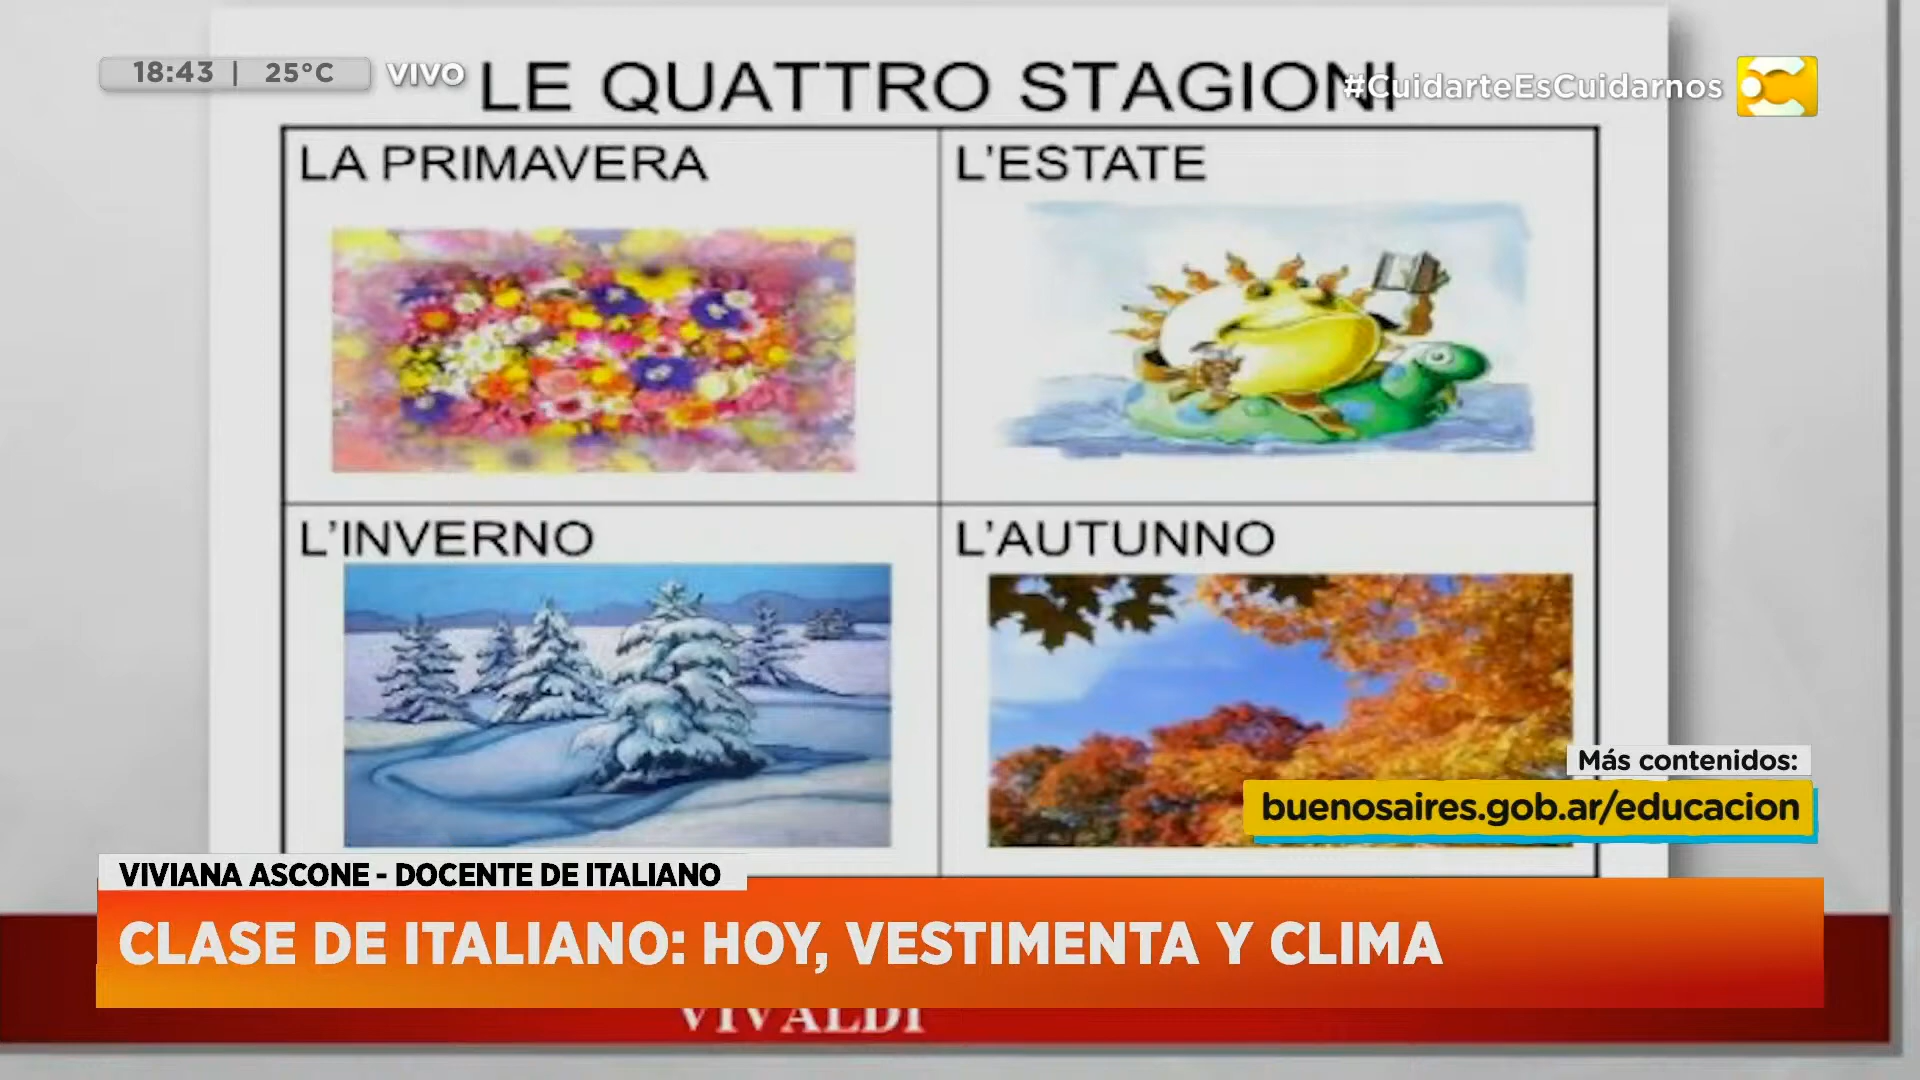 18:43 | 25°C VIVO
#CuidarteEsCuidarnos
LE QUATTRO STAGIONI
LA PRIMAVERA
L'ESTATE
L'INVERNO
L'AUTUNNO
Más contenidos:
buenosaires.gob.ar/educacion
VIVIANA ASCONE - DOCENTE DE ITALIANO
CLASE DE ITALIANO: HOY, VESTIMENTA Y CLIMA
VIVALDI